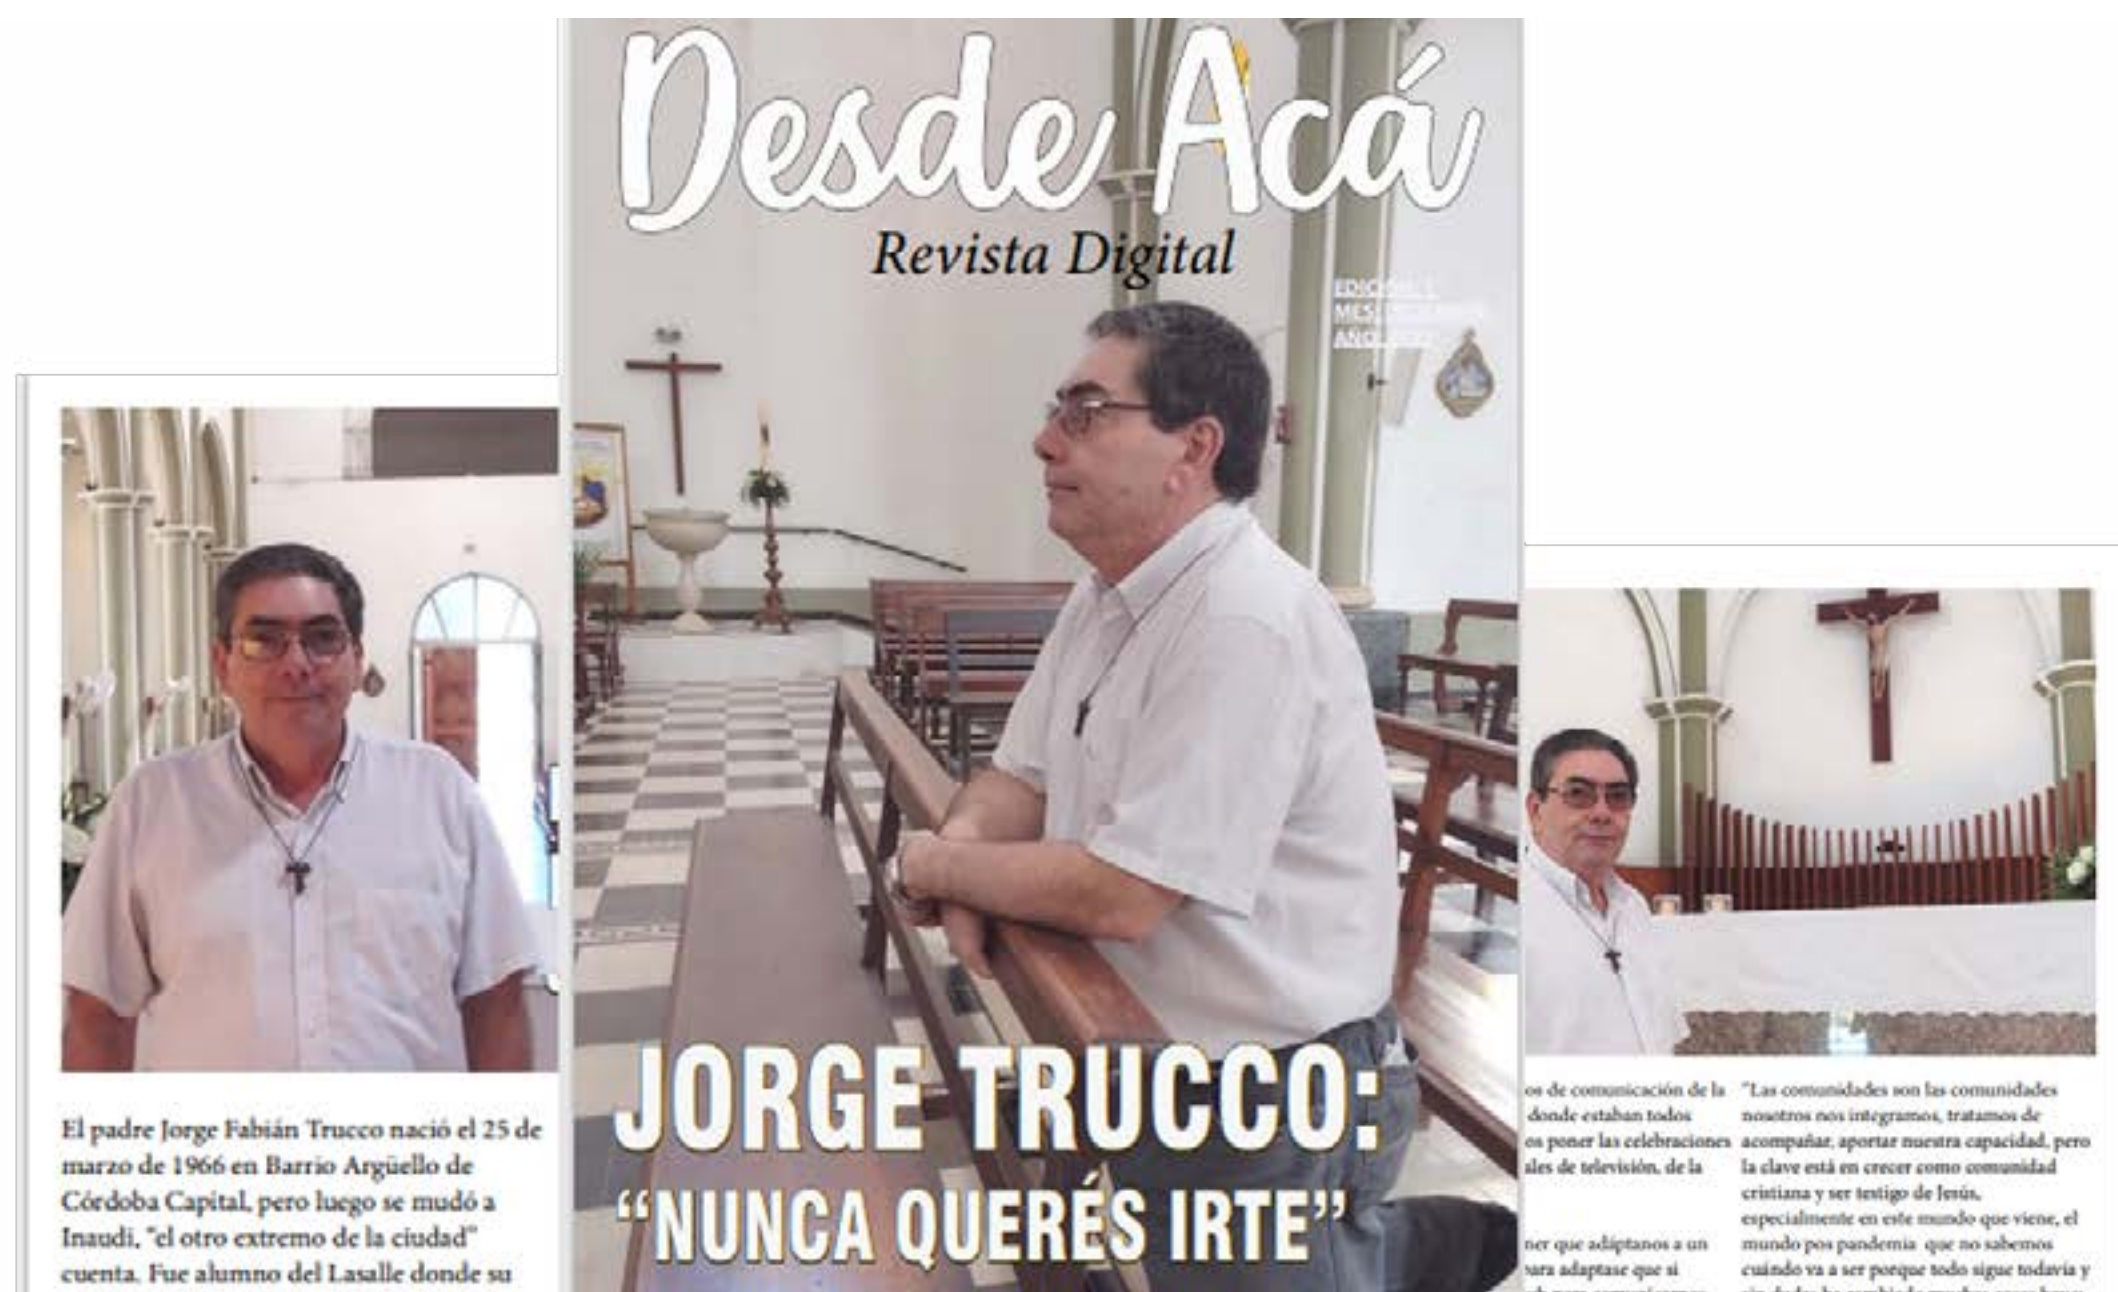 Desde Acá
Revista Digital
JORGE TRUCCO:
“NUNCA QUERÉS IRTE”
El padre Jorge Fabián Trucco nació el 25 de
marzo de 1966 en Barrio Argüello de
Córdoba Capital, pero luego se mudó a
Inaudi, "el otro extremo de la ciudad"
cuenta. Fue alumno del Lasalle donde su
os de comunicación de la
donde estaban todos
os poner las celebraciones
ales de televisión, de la
ner que adáptanos a un
para adaptase que si
"Las comunidades son las comunidades
nosotros nos integramos, tratamos de
acompañar, aportar nuestra capacidad, pero
la clave está en crecer como comunidad
cristiana y ser testigo de Jesús,
especialmente en este mundo que viene, el
mundo pos pandemia que no sabemos
cuándo va a ser porque todo sigue todavía y